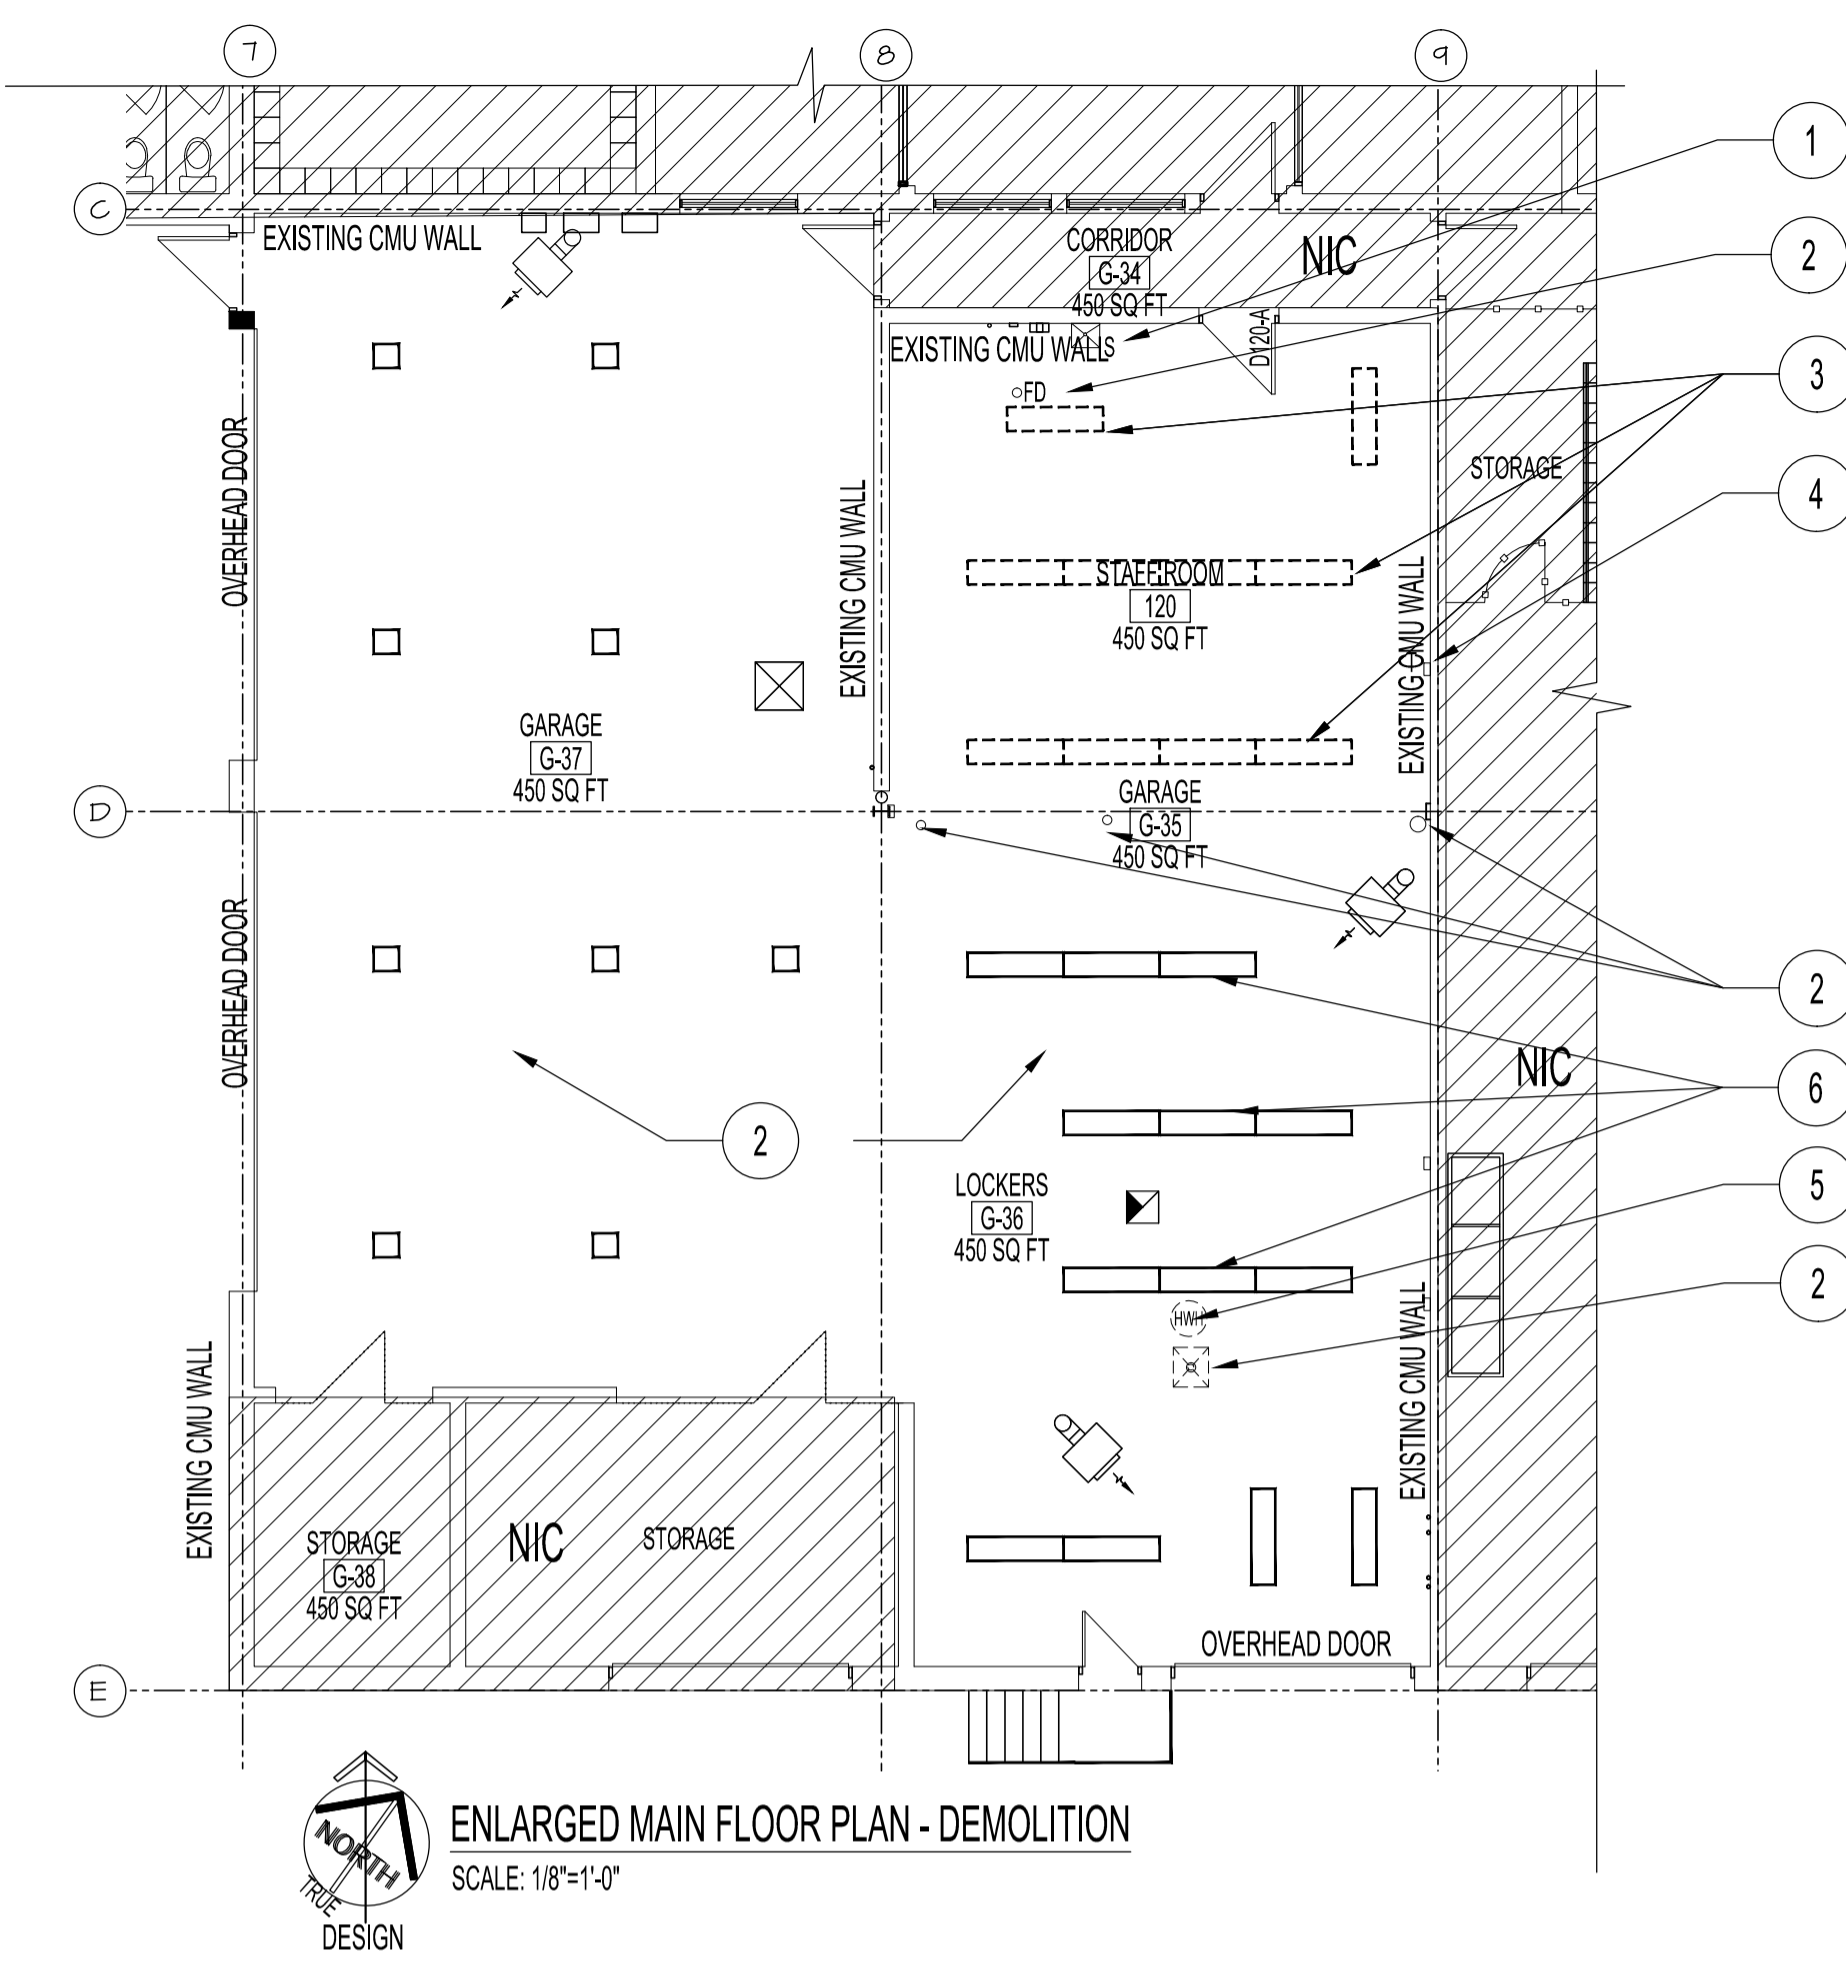 7
8
9
1
C
EXISTING CMU WALL
CORRIDOR
G-34
450 SQ FT
NIC
2
EXISTING CMU WALLS
D120-A
FD
3
OVERHEAD DOOR
EXISTING CMU WALL
STORAGE
4
STAFF ROOM
120
450 SQ FT
EXISTING CMU WALL
GARAGE
G-37
450 SQ FT
D
GARAGE
G-35
450 SQ FT
OVERHEAD DOOR
2
NIC
6
2
LOCKERS
G-36
450 SQ FT
5
HWH
2
EXISTING CMU WALL
EXISTING CMU WALL
STORAGE
G-38
450 SQ FT
NIC
STORAGE
OVERHEAD DOOR
E
NORTH
TRUE
DESIGN
ENLARGED MAIN FLOOR PLAN - DEMOLITION
SCALE: 1/8"=1'-0"